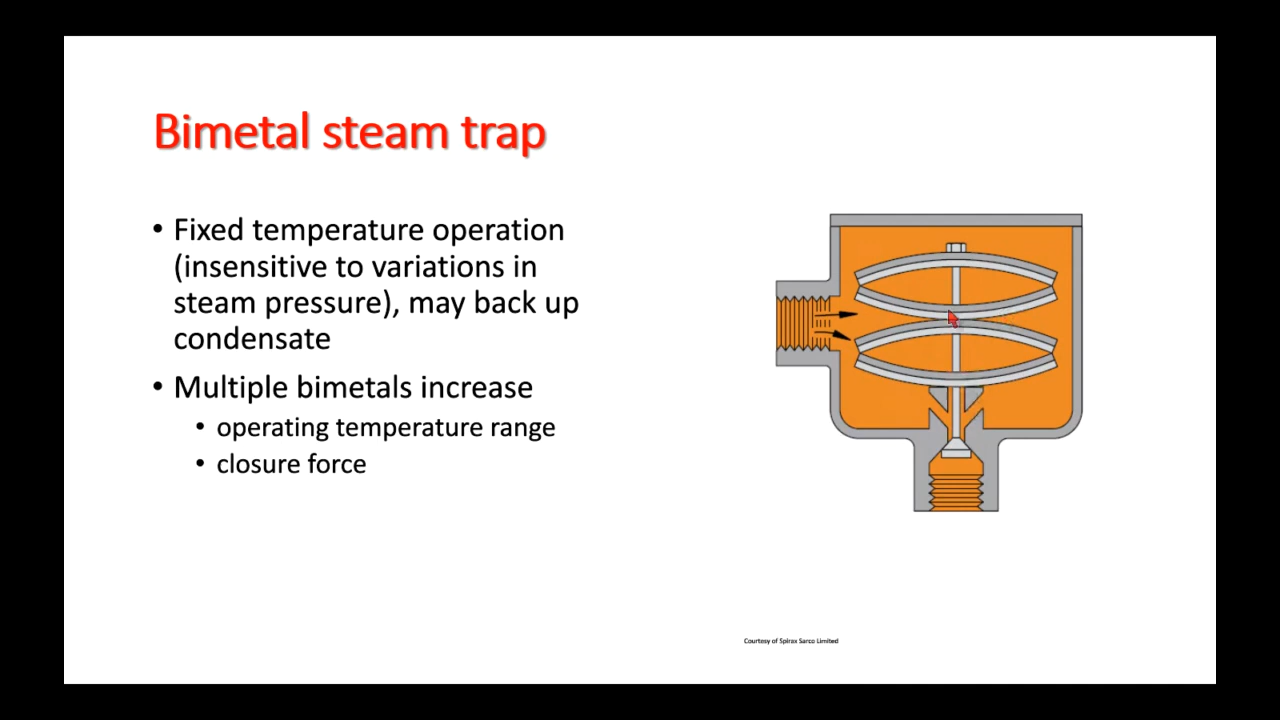 Bimetal steam trap
• Fixed temperature operation
(insensitive to variations in
steam pressure), may back up
condensate
• Multiple bimetals increase
• operating temperature range
• closure force
Courtesy of Spirax Sarco Limited